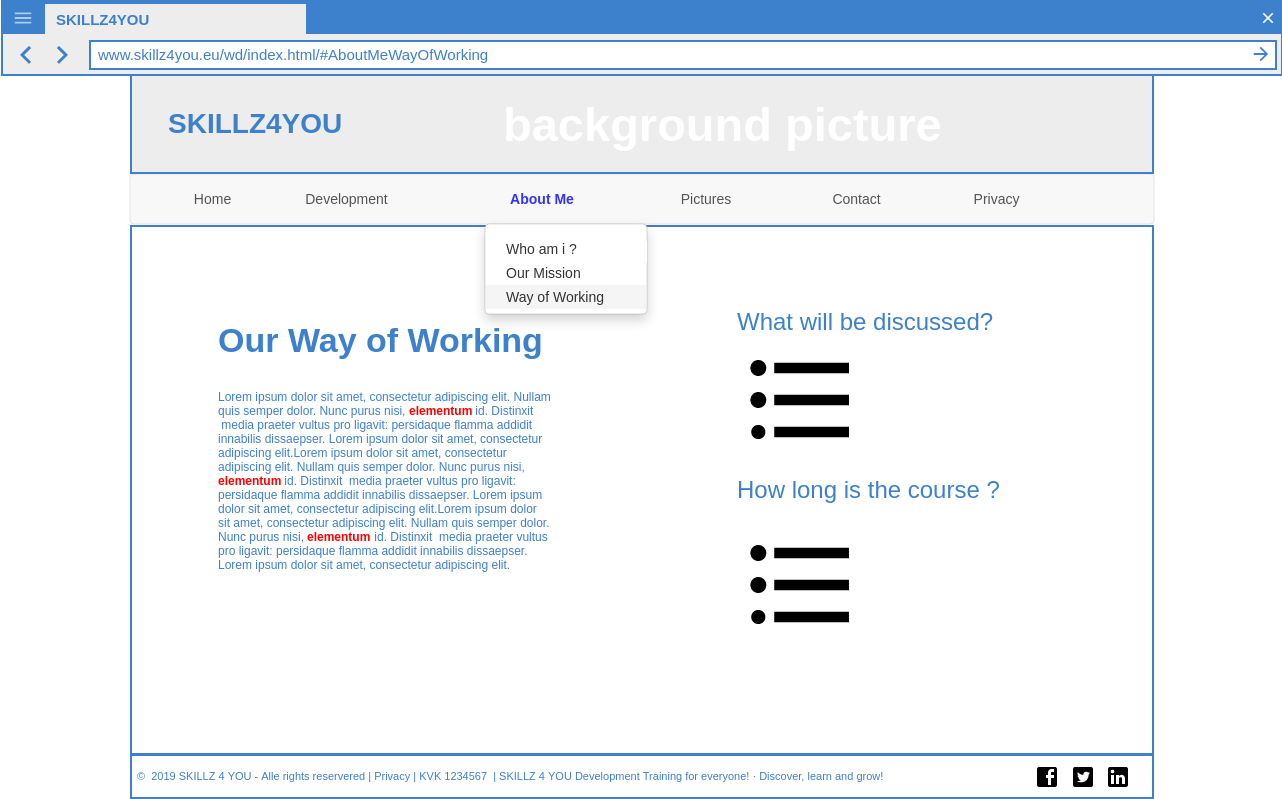 SKILLZ4YOU
www.skillz4you.eu/wd/index.html/#AboutMeWayOfWorking
SKILLZ4YOU
background picture
Home Development About Me Pictures Contact Privacy
Who am i ?
Our Mission
Way of Working
Our Way of Working
Lorem ipsum dolor sit amet, consectetur adipiscing elit. Nullam
quis semper dolor. Nunc purus nisi, elementum id. Distinxit
media praeter vultus pro ligavit: persidaque flamma addidit
innabilis dissaepser. Lorem ipsum dolor sit amet, consectetur
adipiscing elit.Lorem ipsum dolor sit amet, consectetur
adipiscing elit. Nullam quis semper dolor. Nunc purus nisi,
elementum id. Distinxit  media praeter vultus pro ligavit:
persidaque flamma addidit innabilis dissaepser. Lorem ipsum
dolor sit amet, consectetur adipiscing elit.Lorem ipsum dolor
sit amet, consectetur adipiscing elit. Nullam quis semper dolor.
Nunc purus nisi, elementum id. Distinxit  media praeter vultus
pro ligavit: persidaque flamma addidit innabilis dissaepser.
Lorem ipsum dolor sit amet, consectetur adipiscing elit.
What will be discussed?
How long is the course ?
©  2019 SKILLZ 4 YOU - Alle rights reservered | Privacy | KVK 1234567  | SKILLZ 4 YOU Development Training for everyone! · Discover, learn and grow!